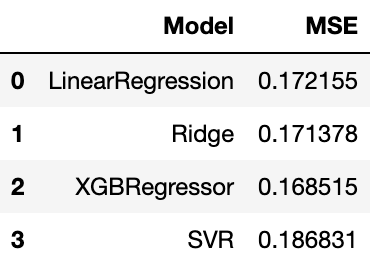 Model MSE
0 LinearRegression 0.172155
1 Ridge 0.171378
2 XGBRegressor 0.168515
3 SVR 0.186831